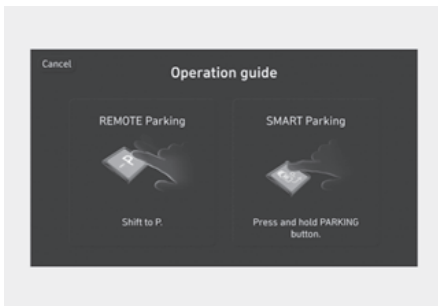 Cancel
Operation guide
REMOTE Parking
SMART Parking
P
Shift to P.
Press and hold PARKING
button.